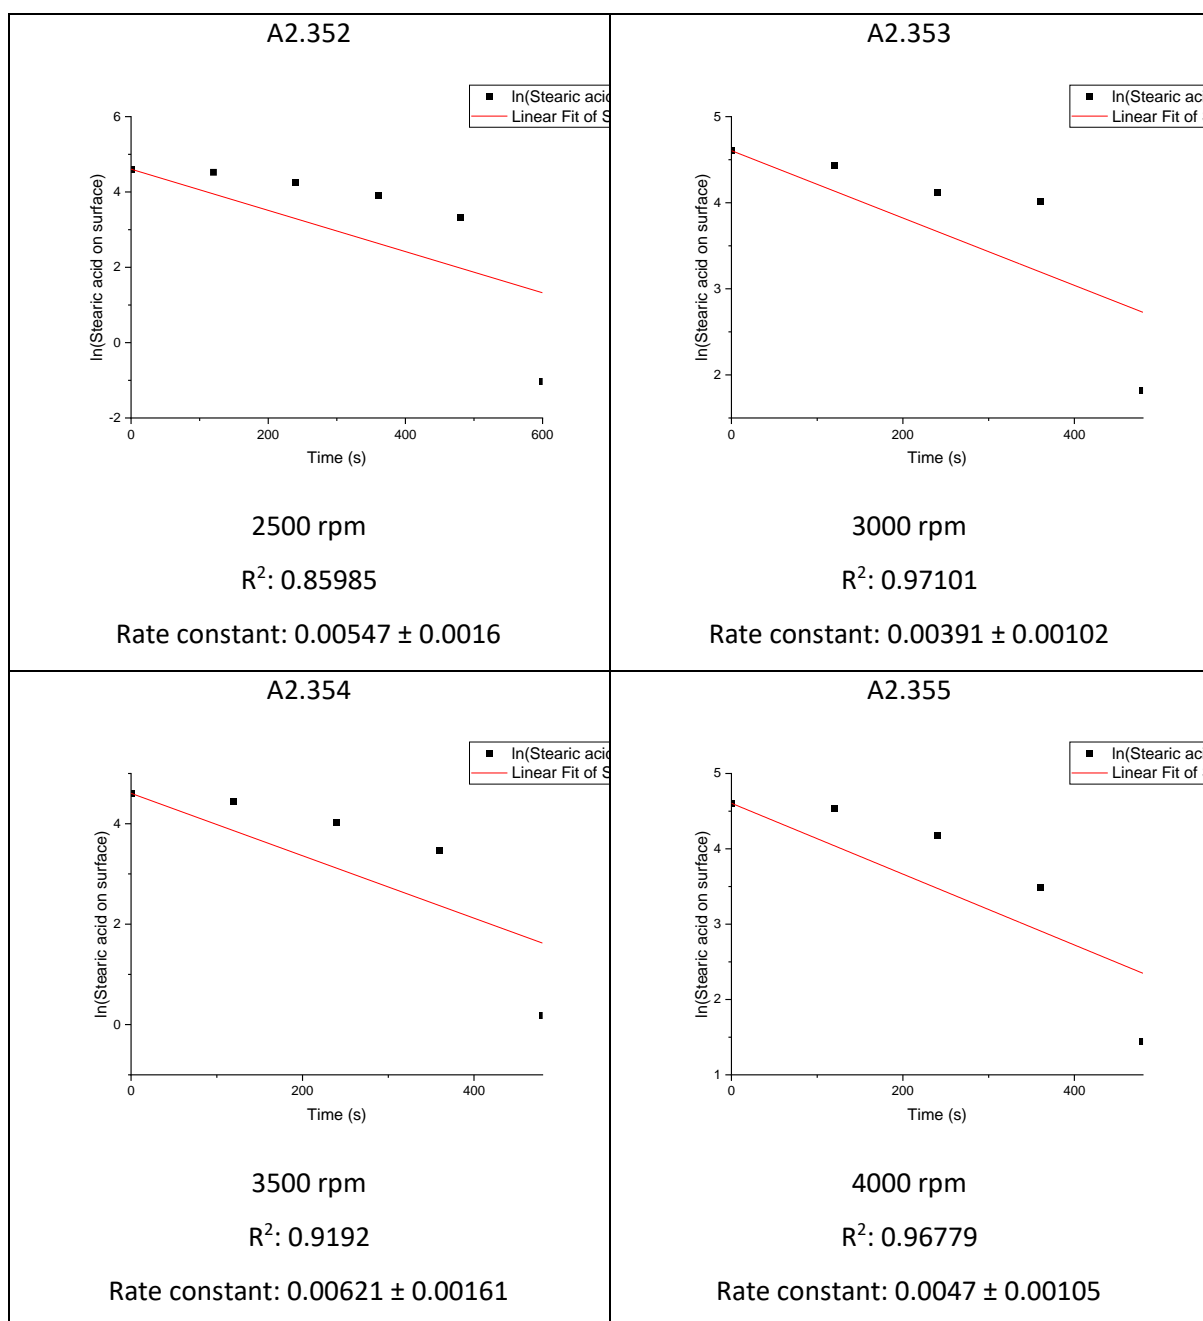 A2.352
ln(Stearic
Linear Fit of
6
4
2
0
-2
0
200
400
600
ln(Stearic acid on surface)
Time (s)
2500 rpm
R²: 0.85985
Rate constant: 0.00547 ± 0.0016
A2.353
ln(Stearic
Linear Fit of
5
4
3
2
0
200
400
ln(Stearic acid on surface)
Time (s)
3000 rpm
R²: 0.97101
Rate constant: 0.00391 ± 0.00102
A2.354
ln(Stearic
Linear Fit of
4
2
0
0
200
400
ln(Stearic acid on surface)
Time (s)
3500 rpm
R²: 0.9192
Rate constant: 0.00621 ± 0.00161
A2.355
ln(Stearic
Linear Fit of
5
4
3
2
1
0
200
400
ln(Stearic acid on surface)
Time (s)
4000 rpm
R²: 0.96779
Rate constant: 0.0047 ± 0.00105